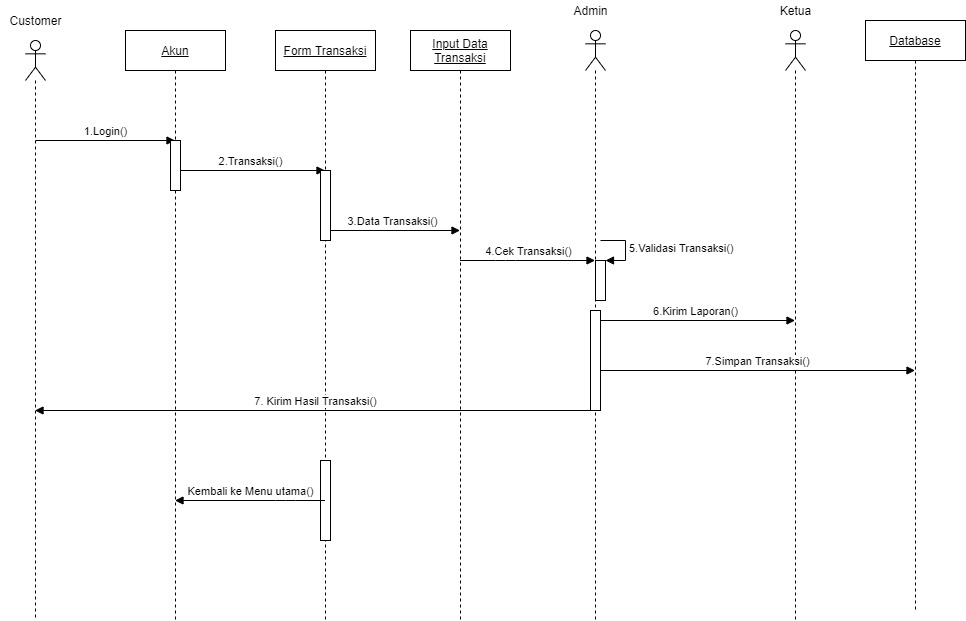 Customer
Akun
Form Transaksi
Input Data
Transaksi
Admin
Ketua
Database
1.Login()
2.Transaksi()
3.Data Transaksi()
4.Cek Transaksi()
5.Validasi Transaksi()
6.Kirim Laporan()
7.Simpan Transaksi()
7. Kirim Hasil Transaksi()
Kembali ke Menu utama()